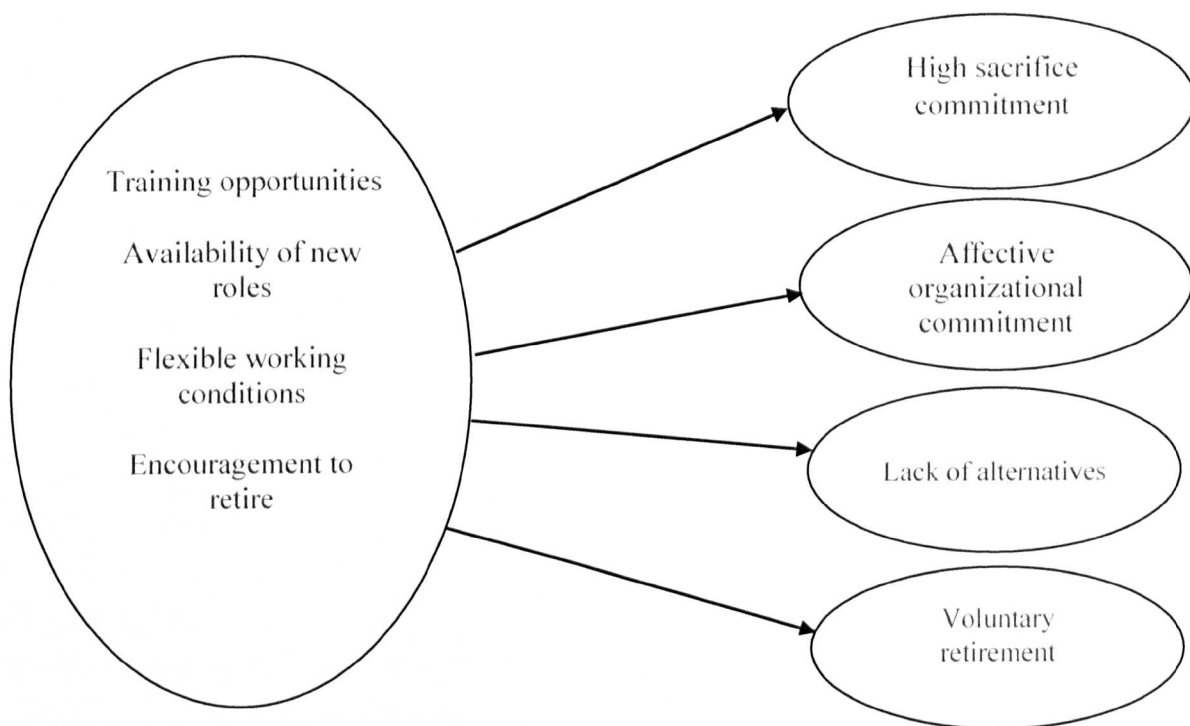 Training opportunities
Availability of new
roles
Flexible working
conditions
Encouragement to
retire
High sacrifice
commitment
Affective
organizational
commitment
Lack of alternatives
Voluntary
retirement